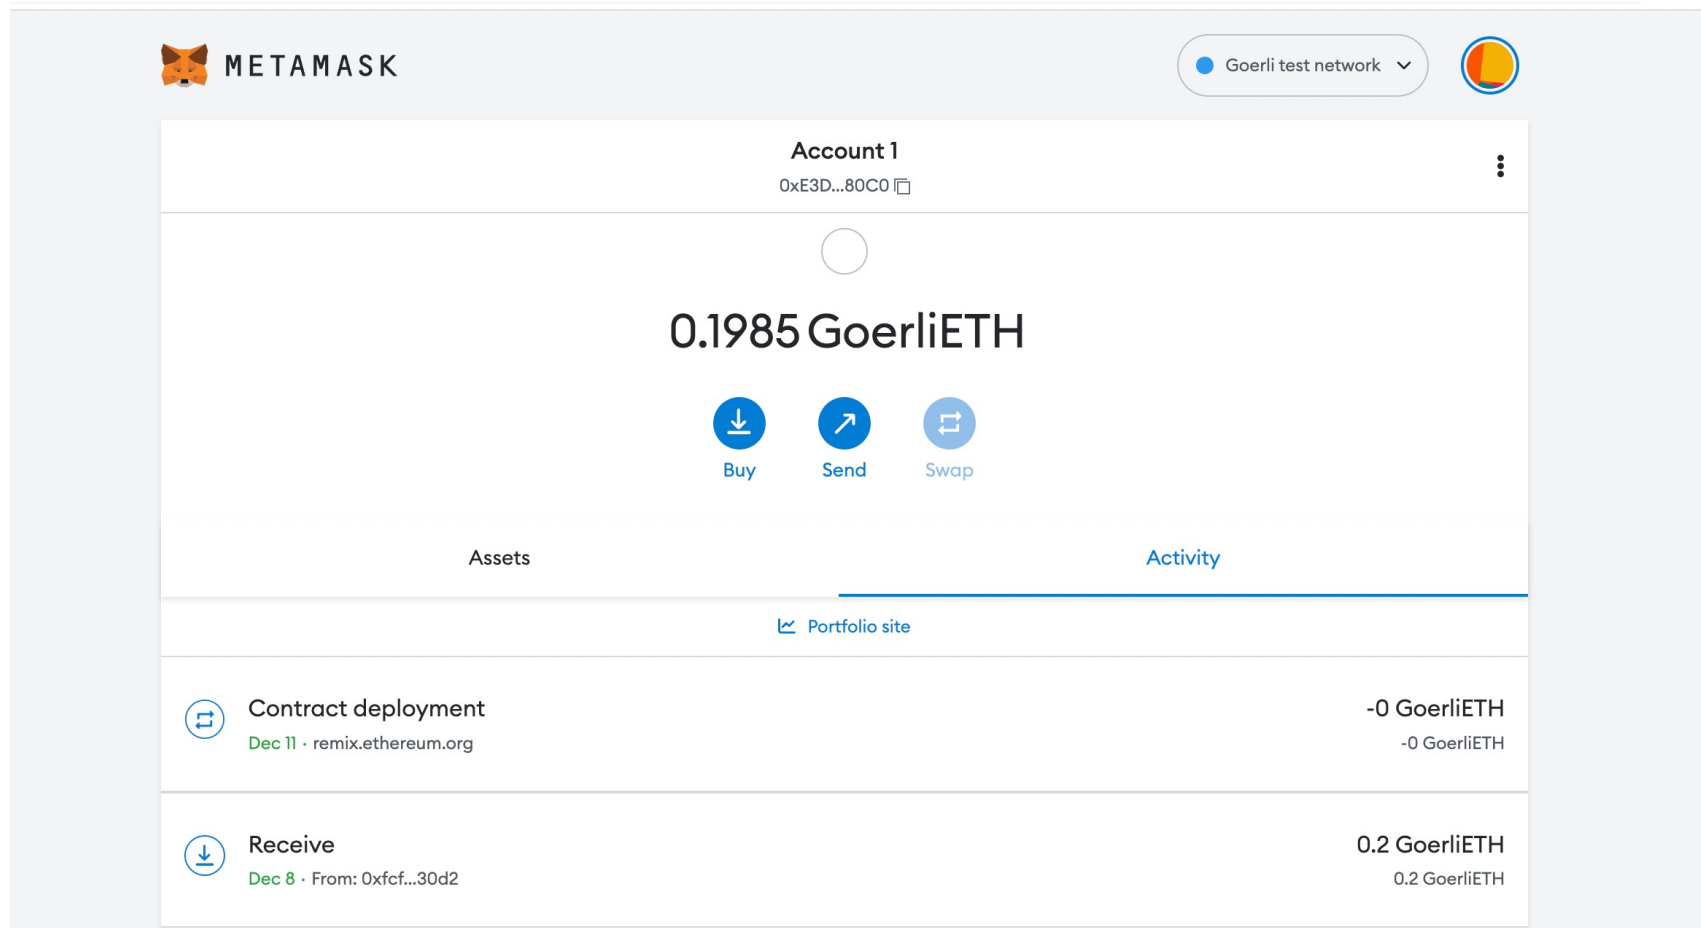 METAMASK
Goerli test network
Account 1
0xE3D...80C0
0.1985 GoerliETH
Buy
Send
Swap
Assets
Activity
Portfolio site
Contract deployment
-0 GoerliETH
Dec 11 · remix.ethereum.org
-0 GoerliETH
Receive
0.2 GoerliETH
Dec 8 · From: 0xfcf...30d2
0.2 GoerliETH